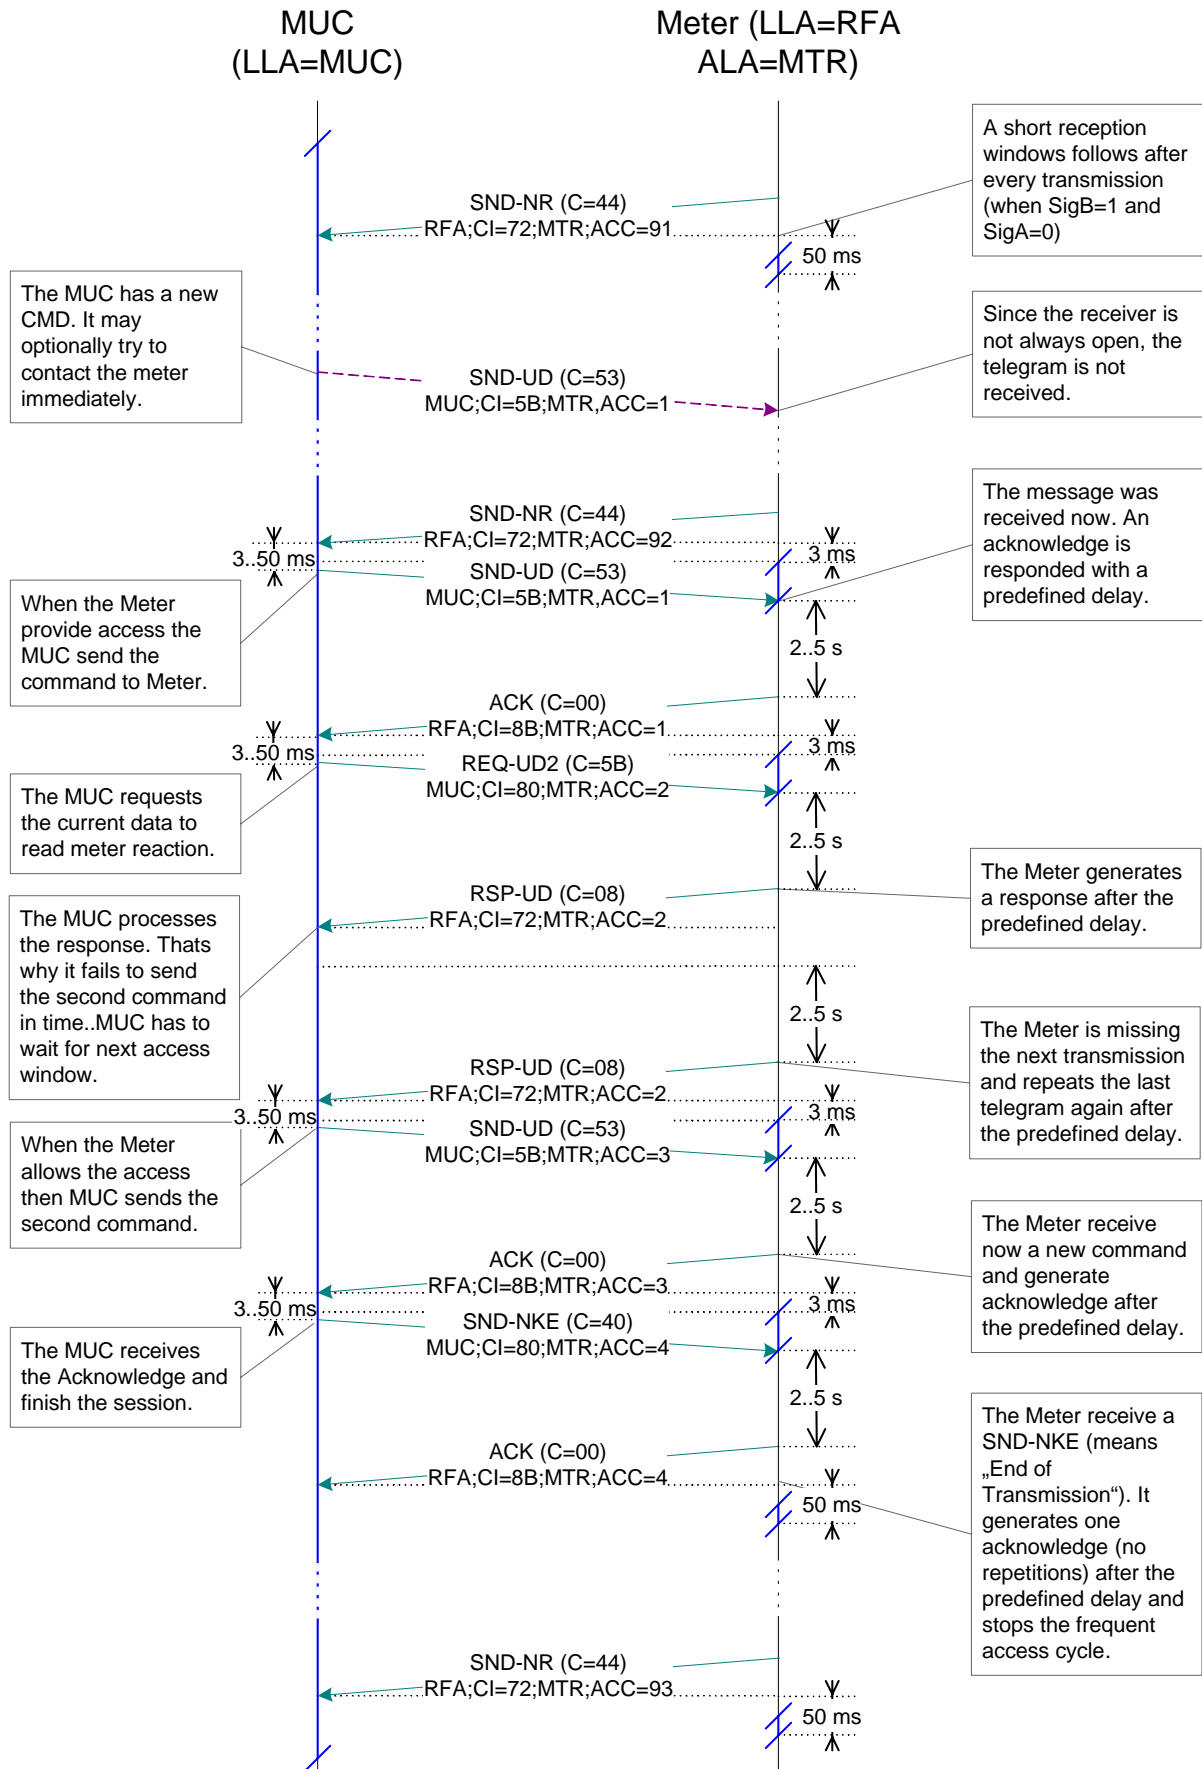 MUC
(LLA=MUC)
Meter (LLA=RFA
ALA=MTR)
A short reception
windows follows after
every transmission
(when SigB=1 and
SigA=0)
SND-NR (C=44)
RFA;CI=72;MTR;ACC=91
50 ms
The MUC has a new
CMD. It may
optionally try to
contact the meter
immediately.
Since the receiver is
not always open, the
telegram is not
received.
SND-UD (C=53)
MUC;CI=5B;MTR,ACC=1
The message was
received now. An
acknowledge is
responded with a
predefined delay.
SND-NR (C=44)
RFA;CI=72;MTR;ACC=92
3..50 ms
3 ms
SND-UD (C=53)
MUC;CI=5B;MTR,ACC=1
When the Meter
provide access the
MUC send the
command to Meter.
2..5 s
ACK (C=00)
RFA;CI=8B;MTR;ACC=1
3..50 ms
3 ms
REQ-UD2 (C=5B)
MUC;CI=80;MTR;ACC=2
The MUC requests
the current data to
read meter reaction.
2..5 s
The Meter generates
a response after the
predefined delay.
RSP-UD (C=08)
RFA;CI=72;MTR;ACC=2
The MUC processes
the response. Thats
why it fails to send
the second command
in time..MUC has to
wait for next access
window.
2..5 s
The Meter is missing
the next transmission
and repeats the last
telegram again after
the predefined delay.
RSP-UD (C=08)
RFA;CI=72;MTR;ACC=2
3..50 ms
3 ms
SND-UD (C=53)
MUC;CI=5B;MTR;ACC=3
When the Meter
allows the access
then MUC sends the
second command.
2..5 s
The Meter receive
now a new command
and generate
acknowledge after
the predefined delay.
ACK (C=00)
RFA;CI=8B;MTR;ACC=3
3..50 ms
3 ms
SND-NKE (C=40)
MUC;CI=80;MTR;ACC=4
The MUC receives
the Acknowledge and
finish the session.
2..5 s
The Meter receive a
SND-NKE (means
„End of
Transmission“). It
generates one
acknowledge (no
repetitions) after the
predefined delay and
stops the frequent
access cycle.
ACK (C=00)
RFA;CI=8B;MTR;ACC=4
50 ms
SND-NR (C=44)
RFA;CI=72;MTR;ACC=93
50 ms